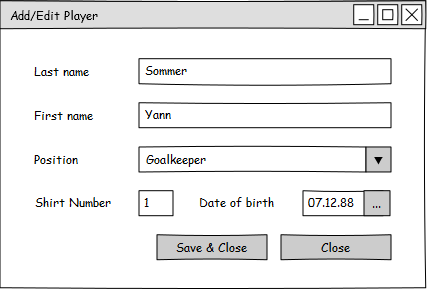 Add/Edit Player
Last name Sommer
First name Yann
Position Goalkeeper
Shirt Number 1 Date of birth 07.12.88 ...
Save & Close Close